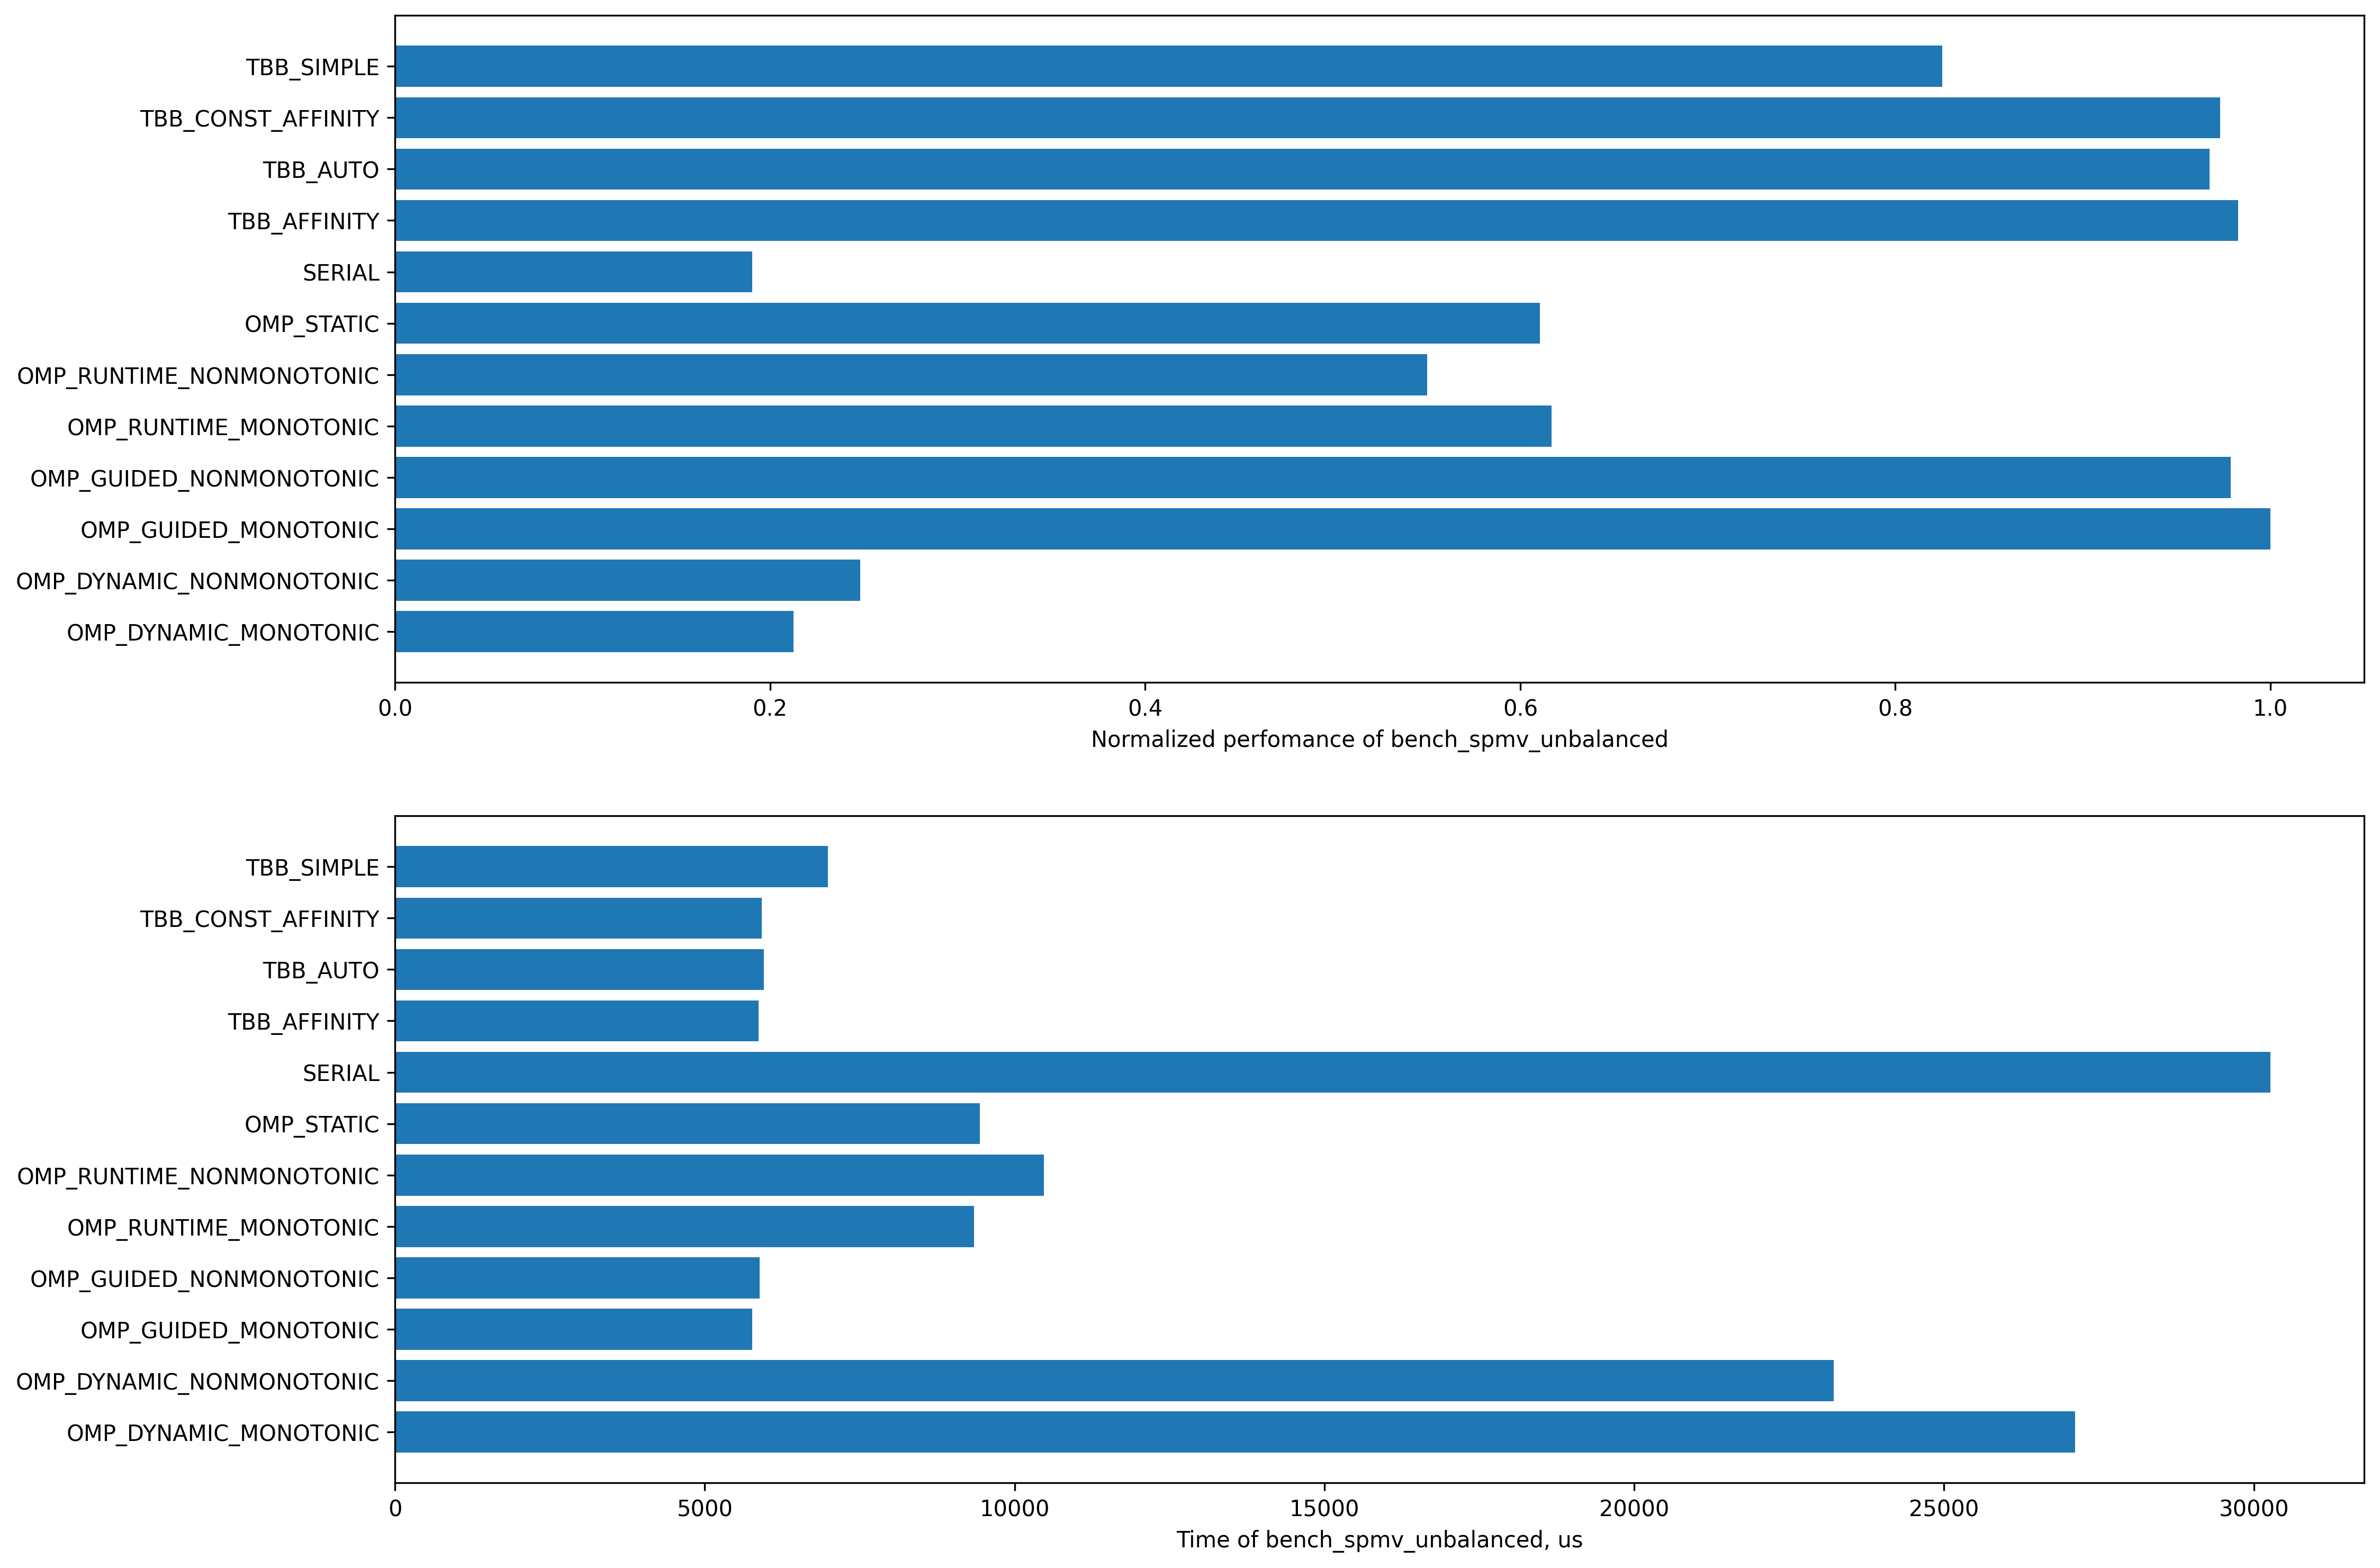 TBB_SIMPLE
TBB_CONST_AFFINITY
TBB_AUTO
TBB_AFFINITY
SERIAL
OMP_STATIC
OMP_RUNTIME_NONMONOTONIC
OMP_RUNTIME_MONOTONIC
OMP_GUIDED_NONMONOTONIC
OMP_GUIDED_MONOTONIC
OMP_DYNAMIC_NONMONOTONIC
OMP_DYNAMIC_MONOTONIC
0.0 0.2 0.4 0.6 0.8 1.0
Normalized perfomance of bench_spmv_unbalanced
TBB_SIMPLE
TBB_CONST_AFFINITY
TBB_AUTO
TBB_AFFINITY
SERIAL
OMP_STATIC
OMP_RUNTIME_NONMONOTONIC
OMP_RUNTIME_MONOTONIC
OMP_GUIDED_NONMONOTONIC
OMP_GUIDED_MONOTONIC
OMP_DYNAMIC_NONMONOTONIC
OMP_DYNAMIC_MONOTONIC
0 5000 10000 15000 20000 25000 30000
Time of bench_spmv_unbalanced, us